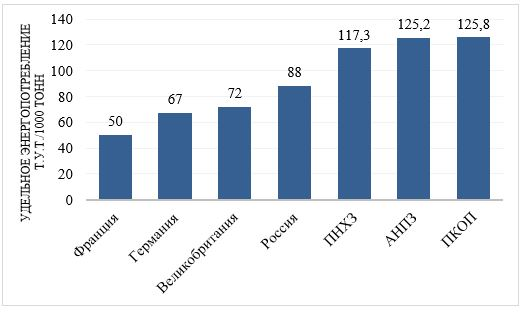 УДЕЛЬНОЕ ЭНЕРГОПОТРЕБЛЕНИЕ
Т.У.Т./1000 ТОНН
140
120
100
80
60
40
20
0
50
67
72
88
117,3
125,2
125,8
Франция
Германия
Великобритания
Россия
ПНХЗ
АНПЗ
ПКОП